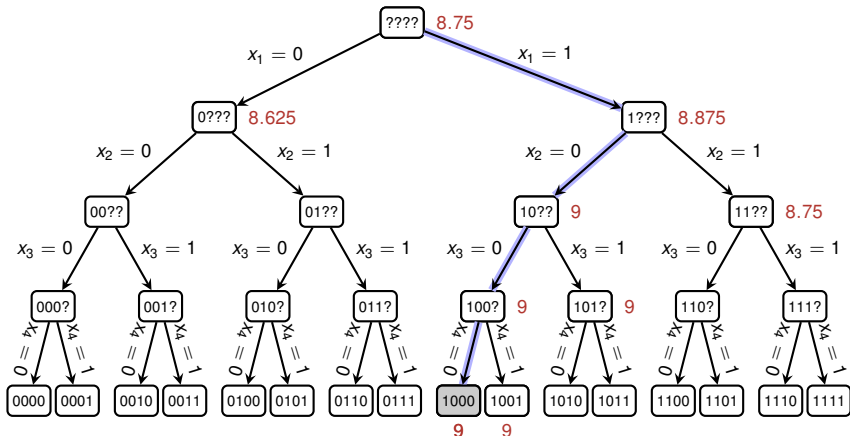 ???? 8.75
x₁ = 0 x₁ = 1
0??? 8.625 1??? 8.875
x₂ = 0 x₂ = 1 x₂ = 0 x₂ = 1
00?? 01?? 10?? 9 11?? 8.75
x₃ = 0 x₃ = 1 x₃ = 0 x₃ = 1 x₃ = 0 x₃ = 1 x₃ = 0 x₃ = 1
000? 001? 010? 011? 100? 9 101? 9 110? 111?
x₄ = 0 x₄ = 1 x₄ = 0 x₄ = 1 x₄ = 0 x₄ = 1 x₄ = 0 x₄ = 1 x₄ = 0 x₄ = 1 x₄ = 0 x₄ = 1 x₄ = 0 x₄ = 1 x₄ = 0 x₄ = 1
0000 0001 0010 0011 0100 0101 0110 0111 1000 1001 1010 1011 1100 1101 1110 1111
9 9